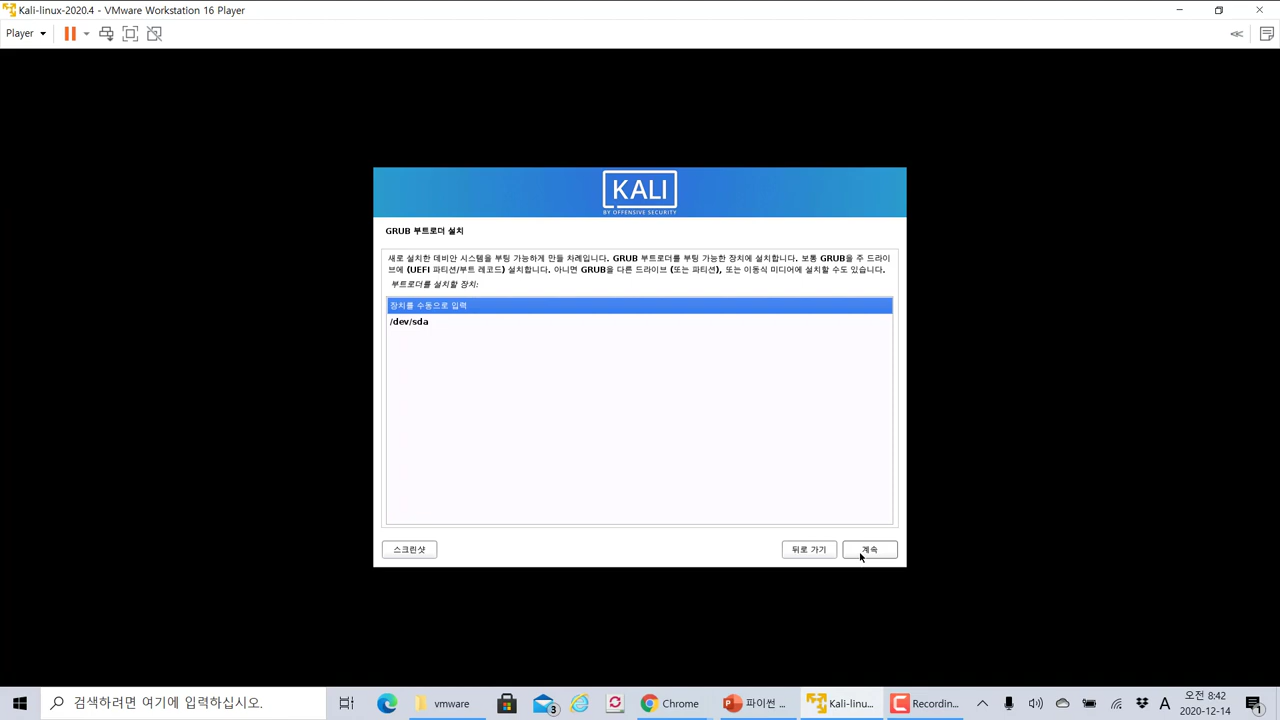 Kali-linux-2020.4 - VMware Workstation 16 Player
Player
KALI
BY OFFENSIVE SECURITY
GRUB 부트로더 설치
새로 설치한 데비안 시스템을 부팅 가능하게 만들 차례입니다. GRUB 부트로더를 부팅 가능한 장치에 설치합니다. 보통 GRUB을 주 드라이
브에 (UEFI 파티션/부트 레코드) 설치합니다. 아니면 GRUB을 다른 드라이브 (또는 파티션), 또는 이동식 미디어에 설치할 수도 있습니다.
부트로더를 설치할 장치:
장치를 수동으로 입력
/dev/sda
스크린샷
뒤로 가기
계속
검색하려면 여기에 입력하십시오.
vmware
3
Chrome
파이썬 ...
Kali-linu...
Recordin...
A
오전 8:42
2020-12-14
1